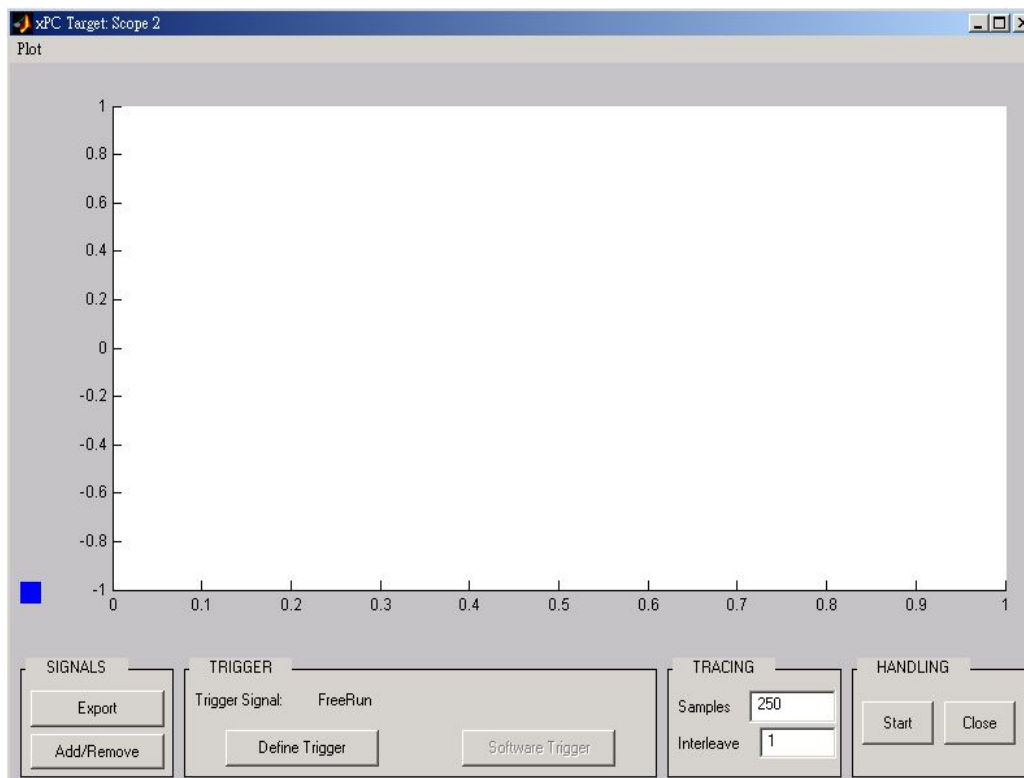 xPC Target: Scope 2
Plot
1
0.8
0.6
0.4
0.2
0
-0.2
-0.4
-0.6
-0.8
-1
0 0.1 0.2 0.3 0.4 0.5 0.6 0.7 0.8 0.9 1
SIGNALS
Export
Add/Remove
TRIGGER
Trigger Signal: FreeRun
Define Trigger Software Trigger
TRACING
Samples 250
Interleave 1
HANDLING
Start Close